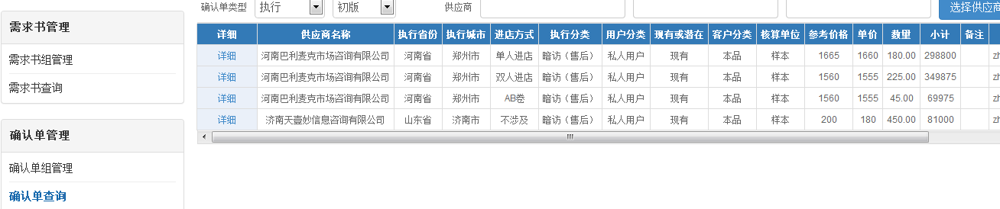 确认单类型 执行 初版 供应商 选择供应商
需求书管理
需求书组管理
需求书查询
确认单管理
确认单组管理
确认单查询
详细 供应商名称 执行省份 执行城市 进店方式 执行分类 用户分类 现有或潜在 客户分类 核算单位 参考价格 单价 数量 小计 备注
详细 河南巴利麦克市场咨询有限公司 河南省 郑州市 单人进店 暗访（售后） 私人用户 现有 本品 样本 1665 1660 180.00 298800 zh
详细 河南巴利麦克市场咨询有限公司 河南省 郑州市 双人进店 暗访（售后） 私人用户 现有 本品 样本 1560 1555 225.00 349875 zh
详细 河南巴利麦克市场咨询有限公司 河南省 郑州市 AB卷 暗访（售后） 私人用户 现有 本品 样本 1560 1555 45.00 69975 zh
详细 济南天壹妙信息咨询有限公司 山东省 济南市 不涉及 暗访（售后） 私人用户 现有 本品 样本 200 180 450.00 81000 zh